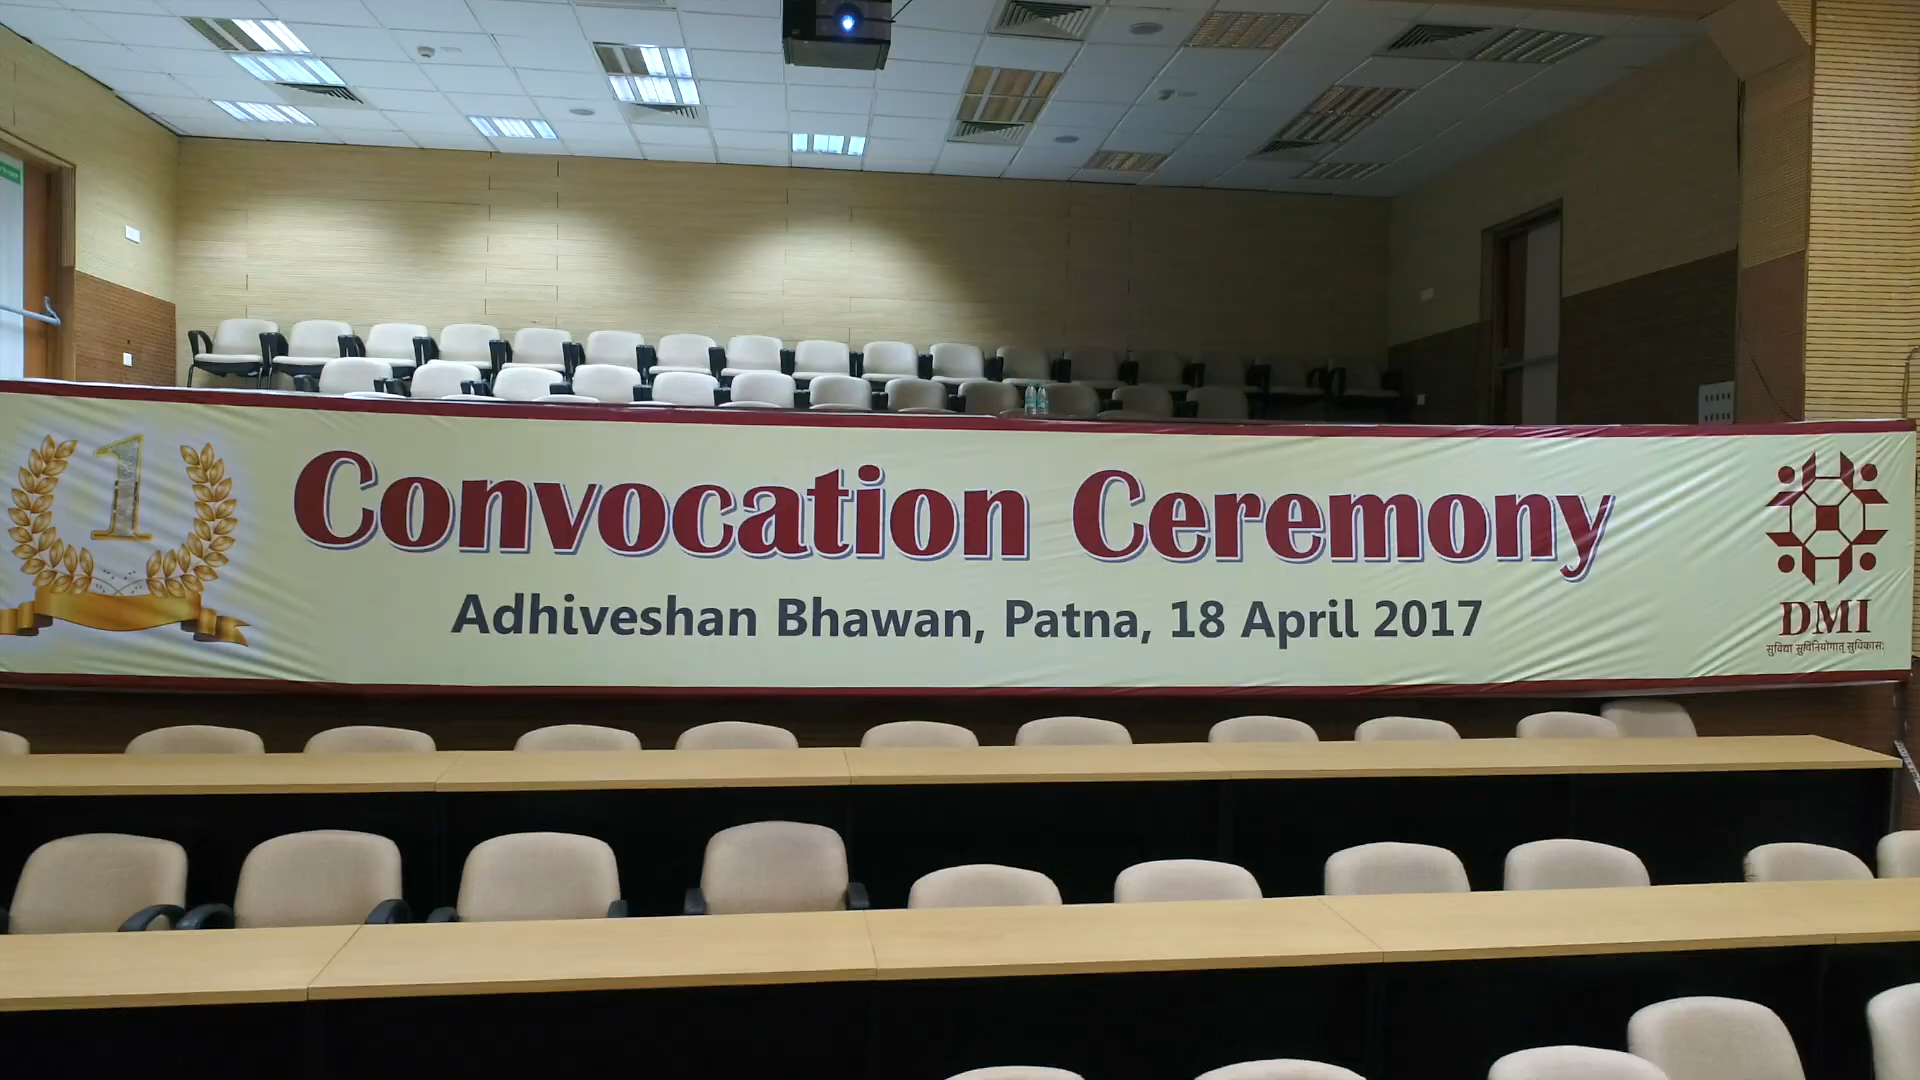 1
Convocation Ceremony
Adhiveshan Bhawan, Patna, 18 April 2017
DMI
सुविद्या सुविनियोगात् सुविकासः